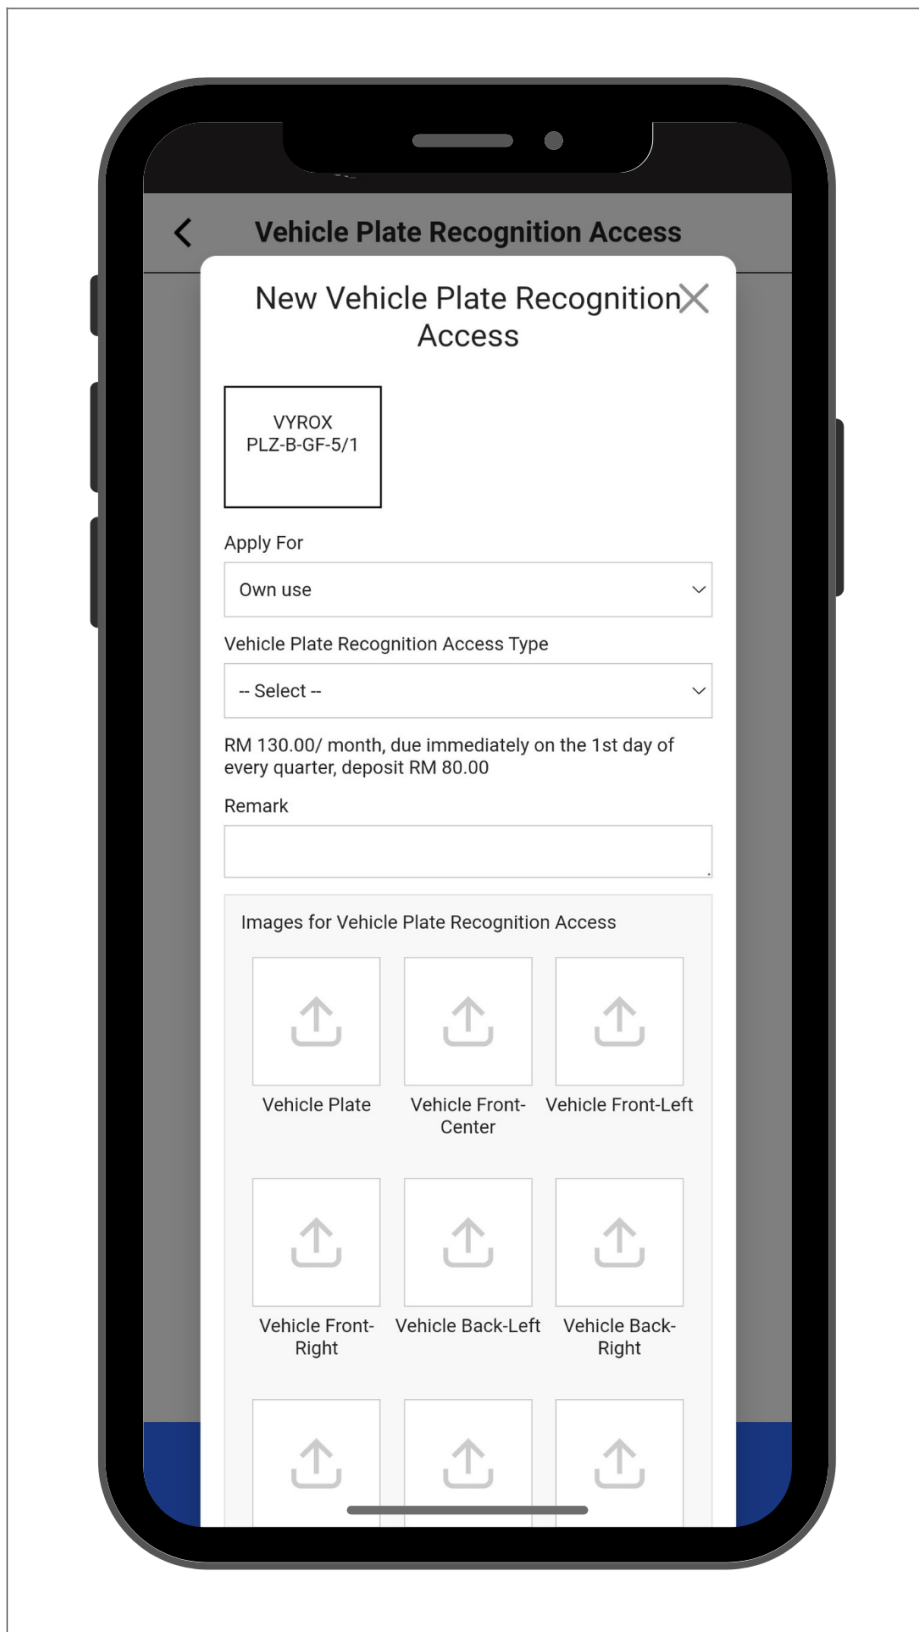 Vehicle Plate Recognition Access
New Vehicle Plate Recognition
Access
VYROX
PLZ-B-GF-5/1
Apply For
Own use
Vehicle Plate Recognition Access Type
-- Select --
RM 130.00/ month, due immediately on the 1st day of
every quarter, deposit RM 80.00
Remark
Images for Vehicle Plate Recognition Access
Vehicle Plate
Vehicle Front-
Center
Vehicle Front-Left
Vehicle Front-
Right
Vehicle Back-Left
Vehicle Back-
Right